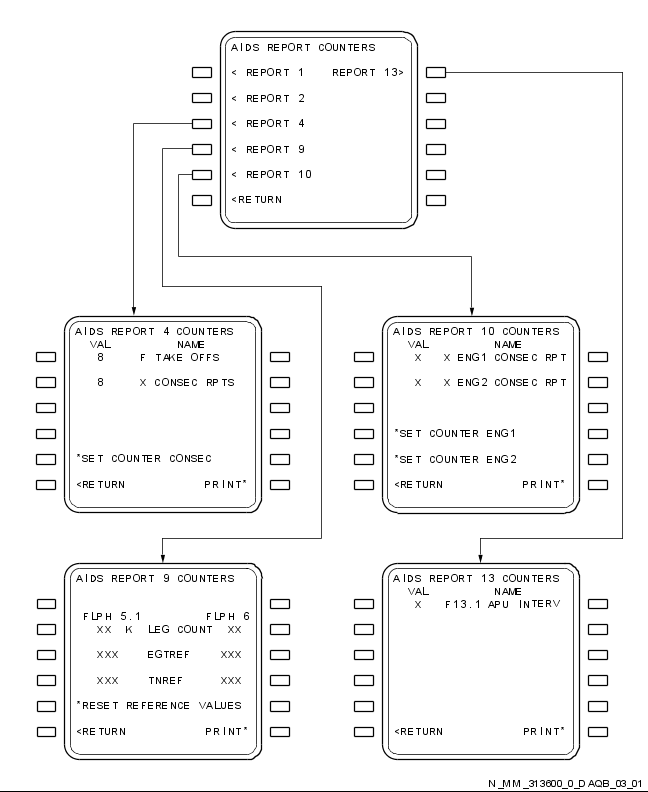 AIDS REPORT COUNTERS
< REPORT 1 REPORT 13>
< REPORT 2
< REPORT 4
< REPORT 9
< REPORT 10
<RETURN
AIDS REPORT 4 COUNTERS
VAL NAME
8 F TAKE OFFS
8 X CONSEC RPTS
*SET COUNTER CONSEC
<RETURN PRINT*
AIDS REPORT 10 COUNTERS
VAL NAME
X X ENG1 CONSEC RPT
X X ENG2 CONSEC RPT
*SET COUNTER ENG1
*SET COUNTER ENG2
<RETURN PRINT*
AIDS REPORT 9 COUNTERS
FLPH 5.1 FLPH 6
XX K LEG COUNT XX
XXX EGTREF XXX
XXX TNREF XXX
*RESET REFERENCE VALUES
<RETURN PRINT*
AIDS REPORT 13 COUNTERS
VAL NAME
X F13.1 APU INTERV
<RETURN PRINT*
N_MM_313600_0_DAQB_03_01